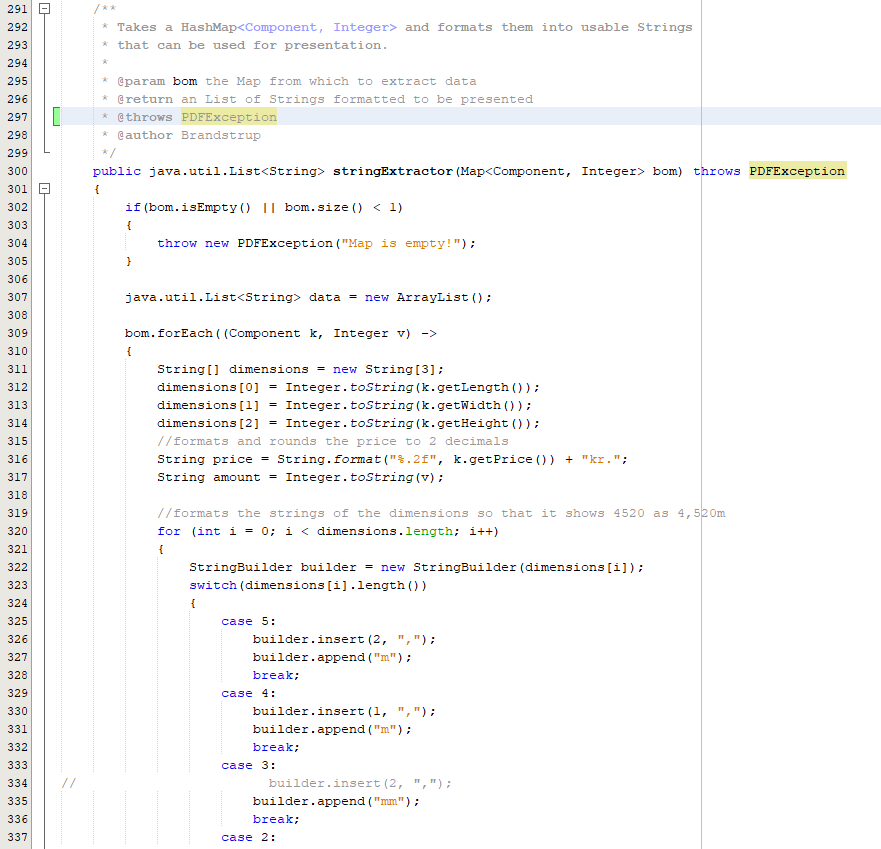 291 /**
292 * Takes a HashMap<Component, Integer> and formats them into usable Strings
293 * that can be used for presentation.
294 *
295 * @param bom the Map from which to extract data
296 * @return an List of Strings formatted to be presented
297 * @throws PDFException
298 * @author Brandstrup
299 */
300 public java.util.List<String> stringExtractor(Map<Component, Integer> bom) throws PDFException
301 {
302 if(bom.isEmpty() || bom.size() < 1)
303 {
304 throw new PDFException("Map is empty!");
305 }
306
307 java.util.List<String> data = new ArrayList();
308
309 bom.forEach((Component k, Integer v) ->
310 {
311 String[] dimensions = new String[3];
312 dimensions[0] = Integer.toString(k.getLength());
313 dimensions[1] = Integer.toString(k.getWidth());
314 dimensions[2] = Integer.toString(k.getHeight());
315 //formats and rounds the price to 2 decimals
316 String price = String.format("%.2f", k.getPrice()) + "kr.";
317 String amount = Integer.toString(v);
318
319 //formats the strings of the dimensions so that it shows 4520 as 4,520m
320 for (int i = 0; i < dimensions.length; i++)
321 {
322 StringBuilder builder = new StringBuilder(dimensions[i]);
323 switch(dimensions[i].length())
324 {
325 case 5:
326 builder.insert(2, ",");
327 builder.append("m");
328 break;
329 case 4:
330 builder.insert(1, ",");
331 builder.append("m");
332 break;
333 case 3:
334 // builder.insert(2, ",");
335 builder.append("mm");
336 break;
337 case 2: